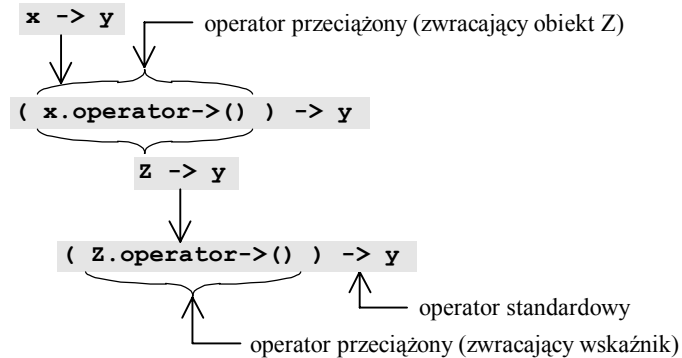 x -> y
operator przeciążony (zwracający obiekt Z)
( x.operator->() ) -> y
Z -> y
( Z.operator->() ) -> y
operator standardowy
operator przeciążony (zwracający wskaźnik)